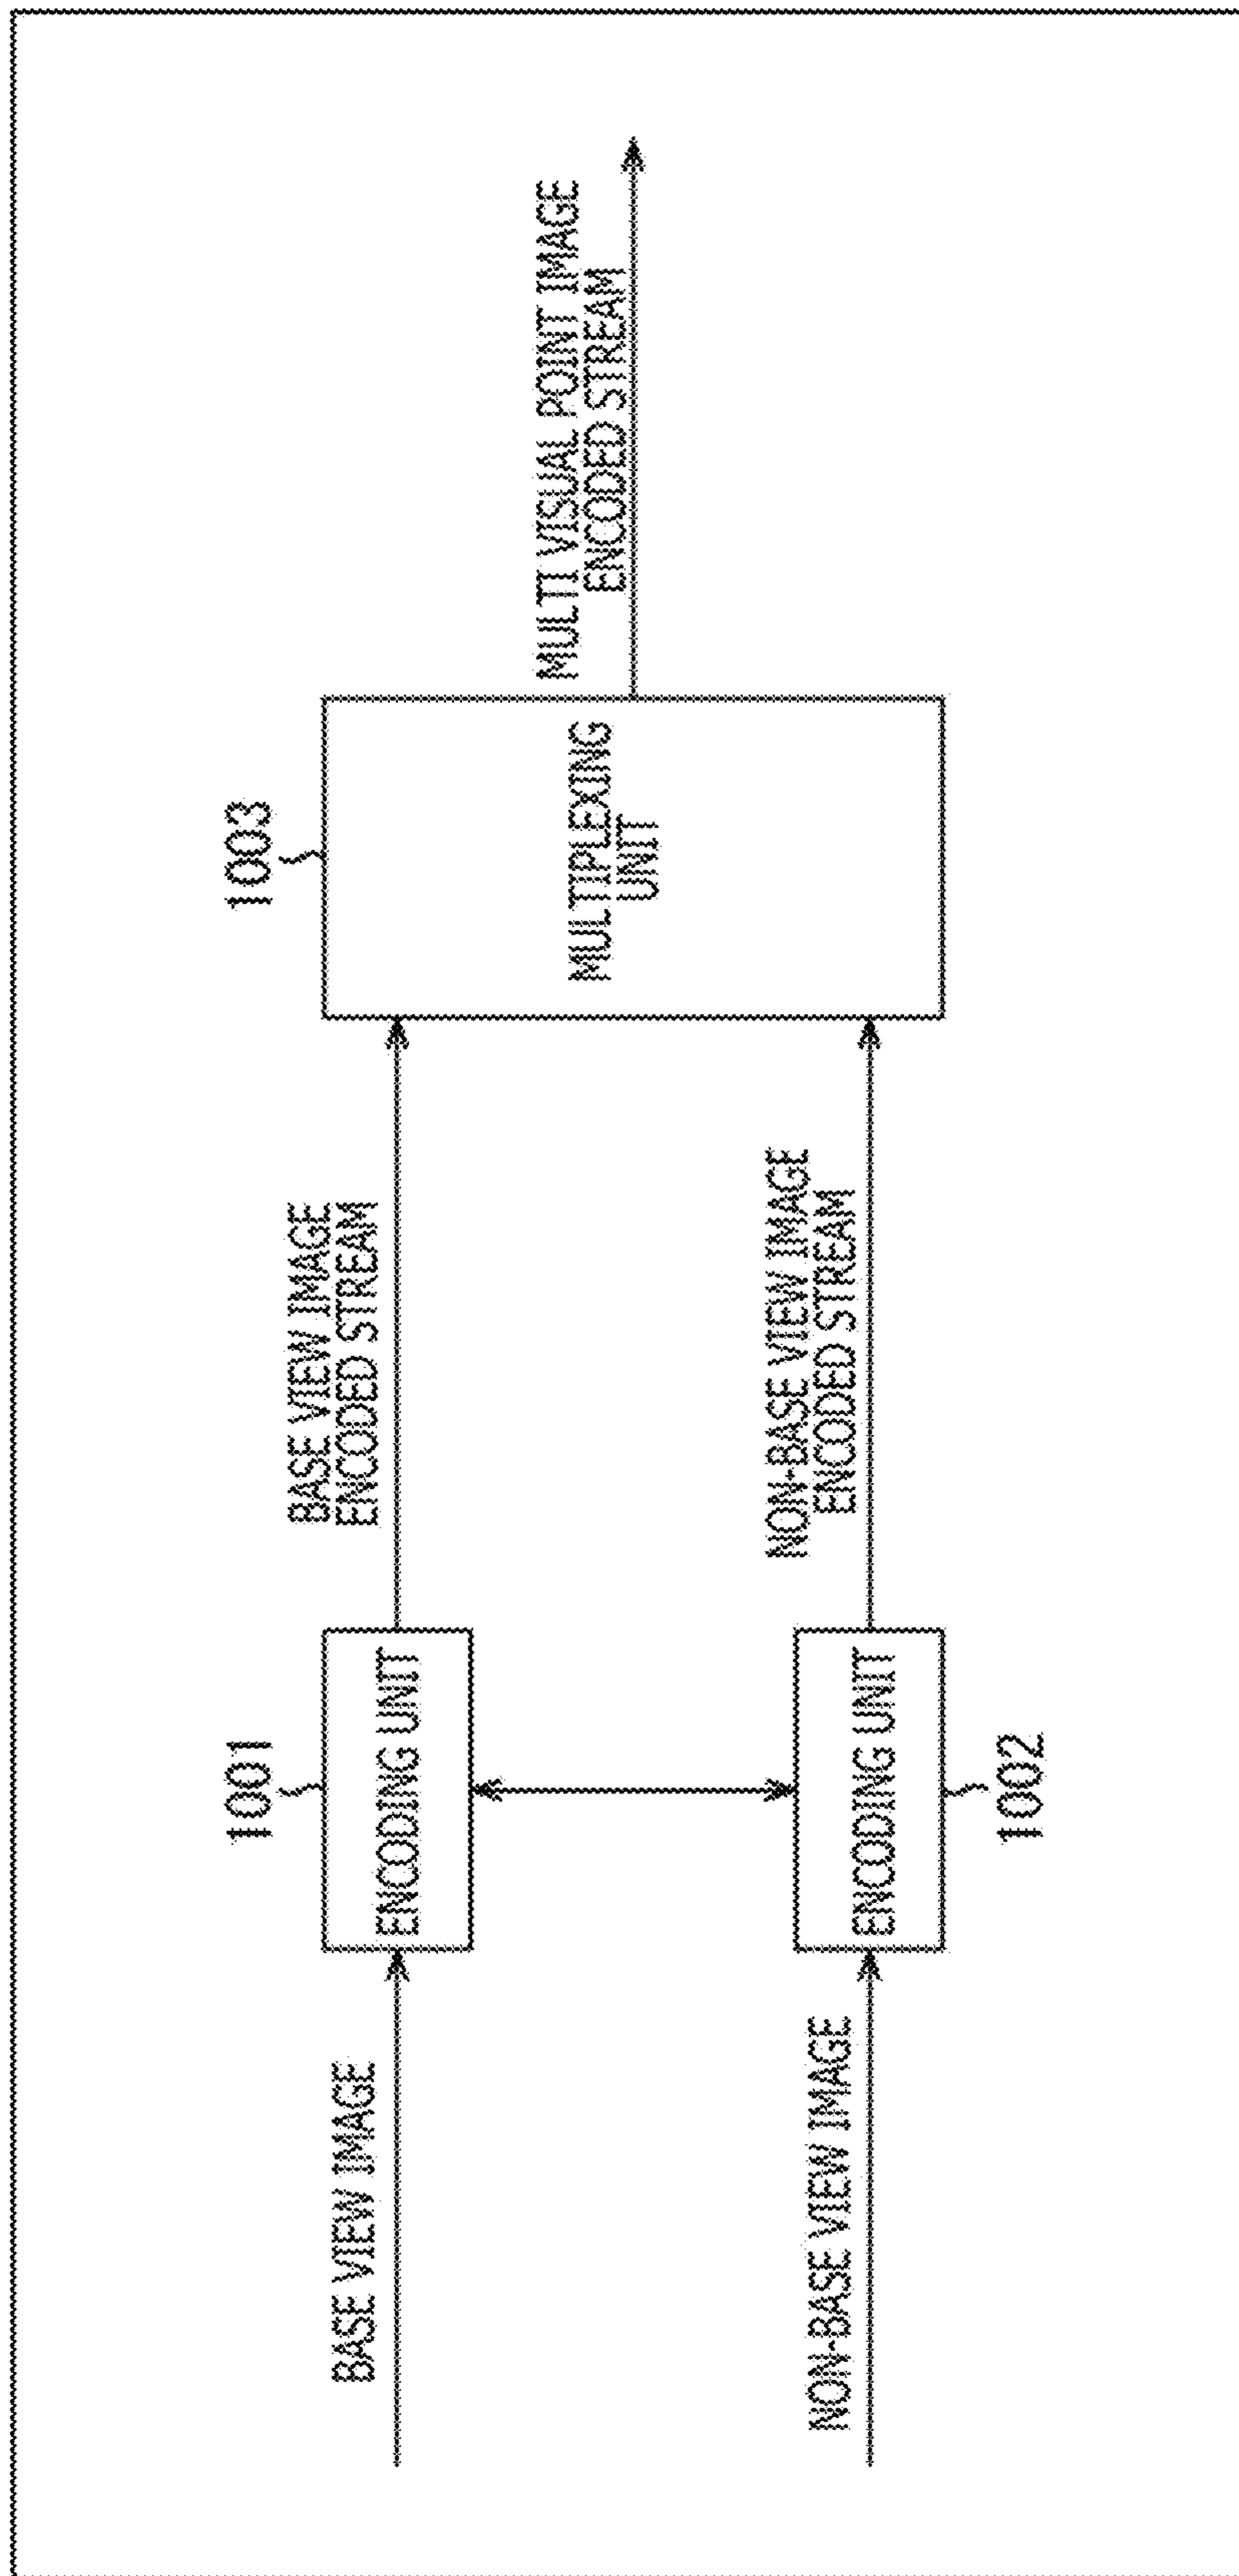 1001
1003
BASE VIEW IMAGE
ENCODING UNIT
BASE VIEW IMAGE
ENCODED STREAM
MULTIPLEXING
UNIT
MULTI VISUAL POINT IMAGE
ENCODED STREAM
NON-BASE VIEW IMAGE
ENCODING UNIT
NON-BASE VIEW IMAGE
ENCODED STREAM
1002